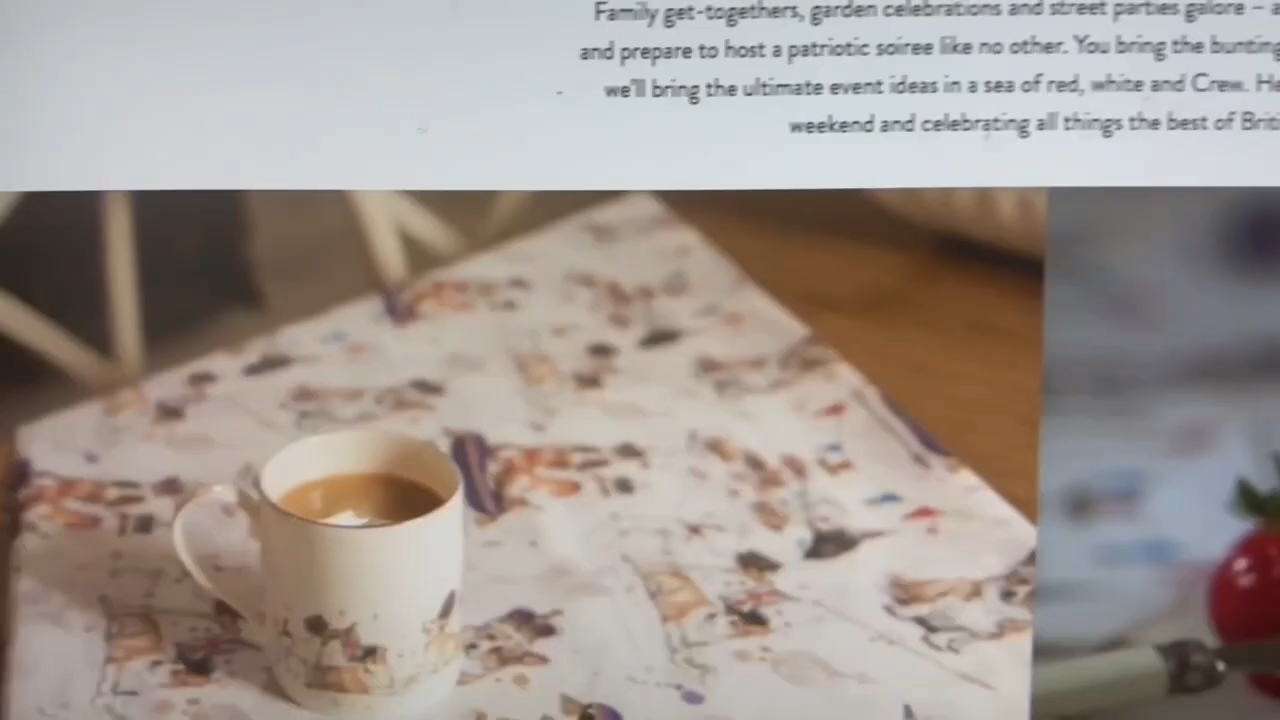 Family get-togethers, garden celebrations and street parties galore –
and prepare to host a patriotic soiree like no other. You bring the bunting
we'll bring the ultimate event ideas in a sea of red, white and Crew.
weekend and celebrating all things the best of